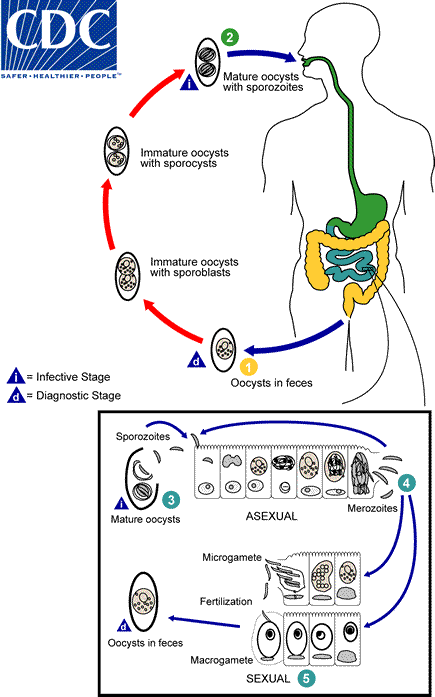 CDC
SAFER • HEALTHIER • PEOPLE™
2
i
Mature oocysts
with sporozoites
Immature oocysts
with sporocysts
Immature oocysts
with sporoblasts
d
1
Oocysts in feces
i = Infective Stage
d = Diagnostic Stage
Sporozoites
i
3
Mature oocysts
ASEXUAL
Merozoites
4
Microgamete
Fertilization
d
Oocysts in feces
Macrogamete
SEXUAL
5